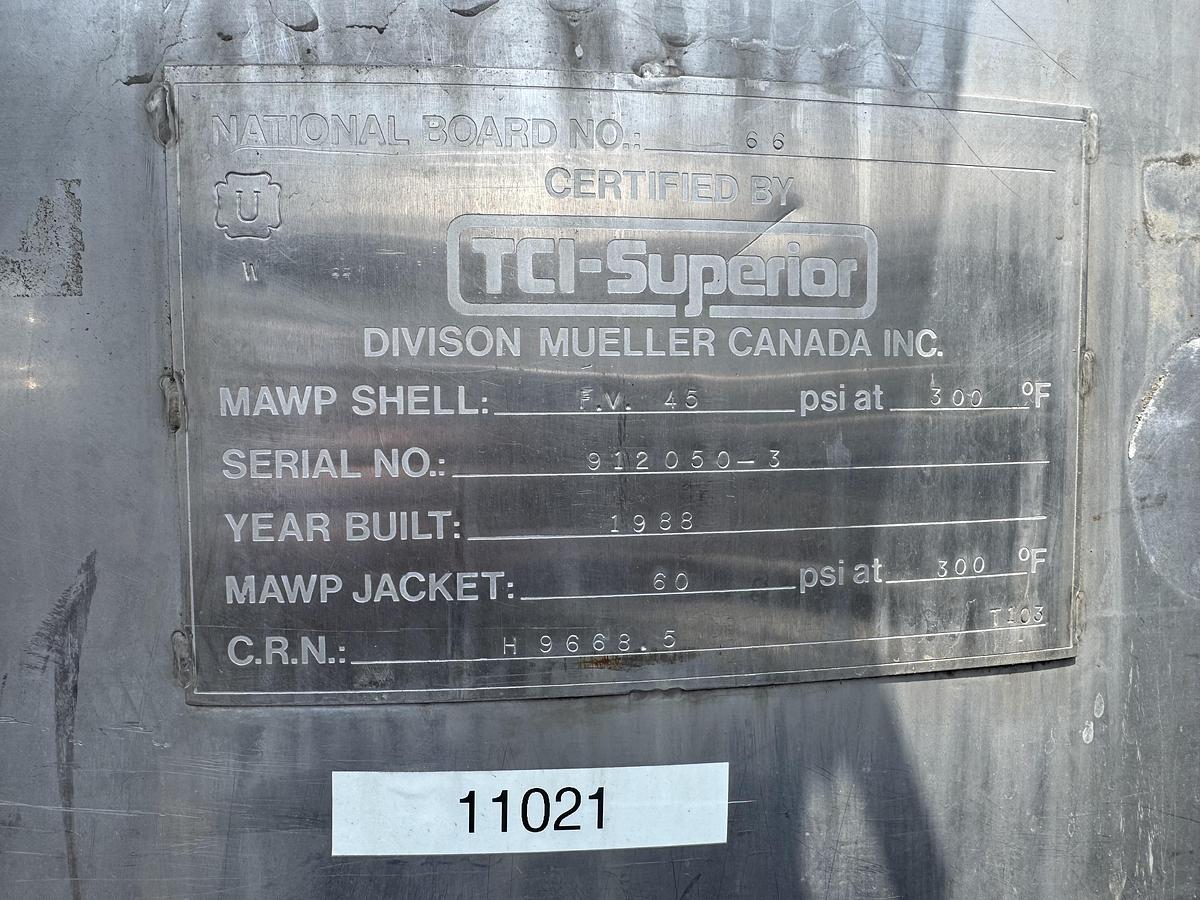 NATIONAL BOARD NO.: 66
CERTIFIED BY
U
W
TCI-Superior
DIVISON MUELLER CANADA INC.
MAWP SHELL: F.V. 45 psi at 300 °F
SERIAL NO.: 912050-3
YEAR BUILT: 1988
MAWP JACKET: 60 psi at 300 °F
T103
C.R.N.: H 9668.5
11021